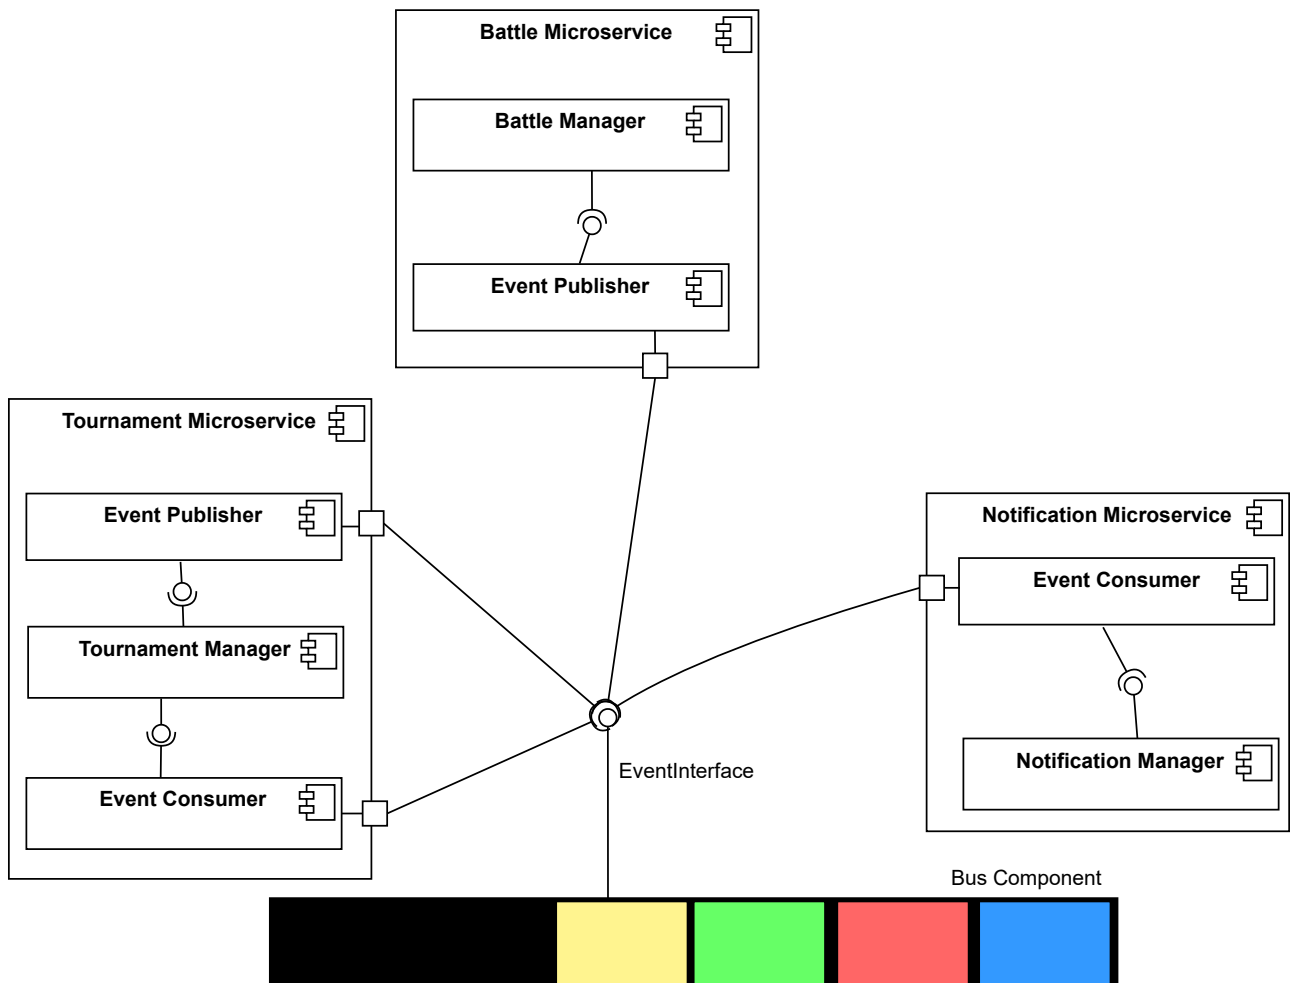 Battle Microservice
Battle Manager
Event Publisher
Tournament Microservice
Event Publisher
Tournament Manager
Event Consumer
Notification Microservice
Event Consumer
Notification Manager
EventInterface
Bus Component